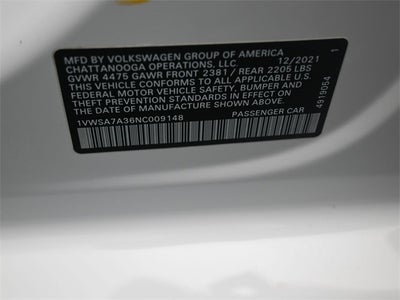 MFD BY VOLKSWAGEN GROUP OF AMERICA
CHATTANOOGA OPERATIONS, LLC 12/2021 1
GVWR 4475 GAWR FRONT 2381 / REAR 2205 LBS
THIS CAR CONFORMS TO ALL APPLICABLE
FEDERAL MOTOR VEHICLE SAFETY, BUMPER AND
THEFT PREVENTION STANDARDS IN EFFECT ON
THE DATE OF MANUFACTURE SHOWN ABOVE.
1VWSA7A36NC009148 PASSENGER CAR
4919054